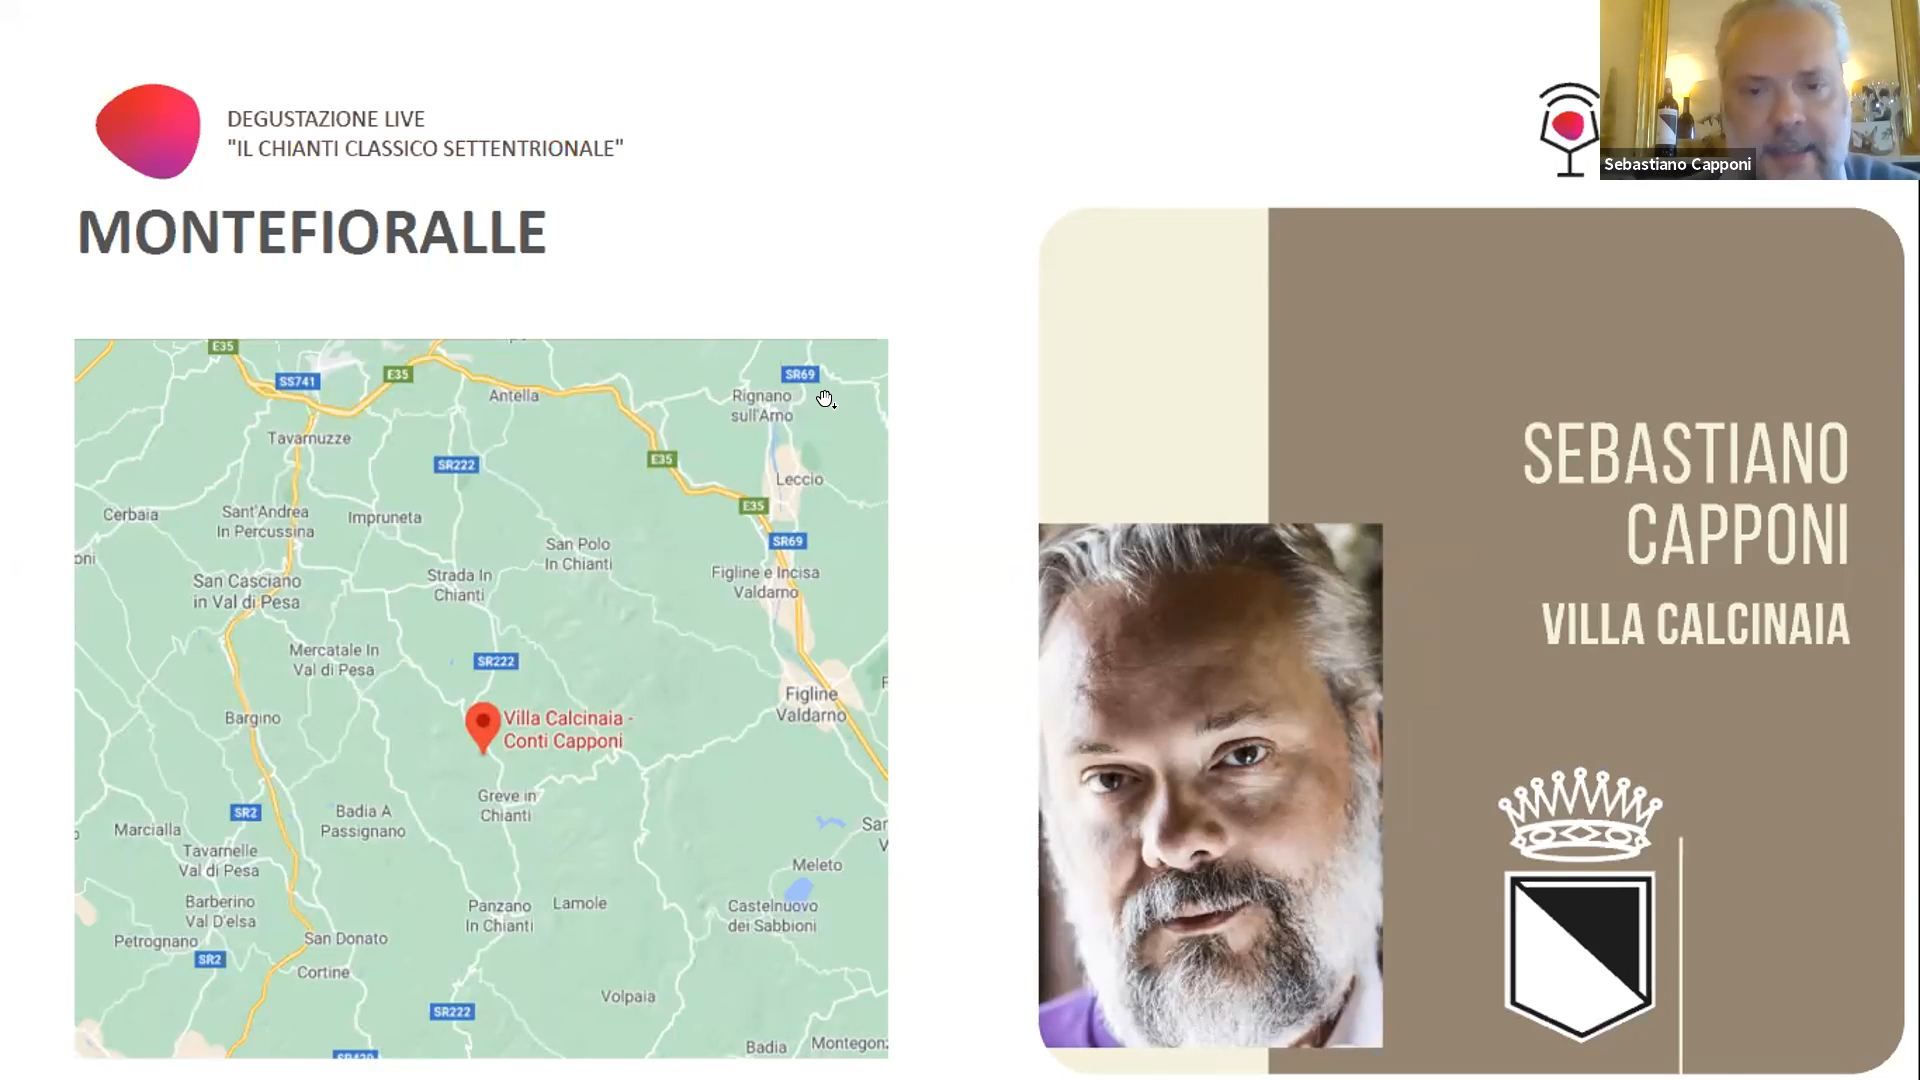 DEGUSTAZIONE LIVE
"IL CHIANTI CLASSICO SETTENTRIONALE"
Sebastiano Capponi
MONTEFIORALLE
SEBASTIANO
CAPPONI
VILLA CALCINAIA
E35
SS741
E35
SR69
Antella
Rignano
sull'Arno
Tavarnuzze
SR222
E35
Leccio
E35
Cerbaia
Sant'Andrea
In Percussina
Impruneta
SR69
San Polo
In Chianti
San Casciano
in Val di Pesa
Strada In
Chianti
Figline e Incisa
Valdarno
Mercatale In
Val di Pesa
SR222
Figline
Valdarno
Bargino
Villa Calcinaia -
Conti Capponi
SR2
Badia A
Passignano
Greve in
Chianti
Marcialla
Tavarnelle
Val di Pesa
Meleto
Barberino
Val D'elsa
Panzano
In Chianti
Lamole
Castelnuovo
dei Sabbioni
Petrognano
San Donato
SR2
Cortine
Volpaia
SR222
Badia